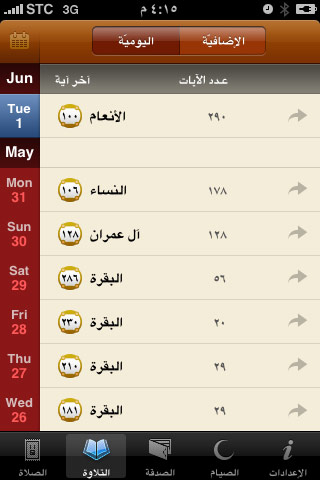 STC 3G ٤:١٥ م
الإضافيّة اليوميّة
Jun عدد الآيات آخر آية
Tue 1 ٢٩٠ الأنعام ١٠٠
May
Mon 31 ١٧٨ النساء ١٠٦
Sun 30 ١٢٨ آل عمران ١٢٨
Sat 29 ٥٦ البقرة ٢٨٦
Fri 28 ٢٠ البقرة ٢٣٠
Thu 27 ٢٩ البقرة ٢١٠
Wed 26 ٢٩ البقرة ١٨١
الإعدادات الصيام الصدقة التلاوة الصلاة